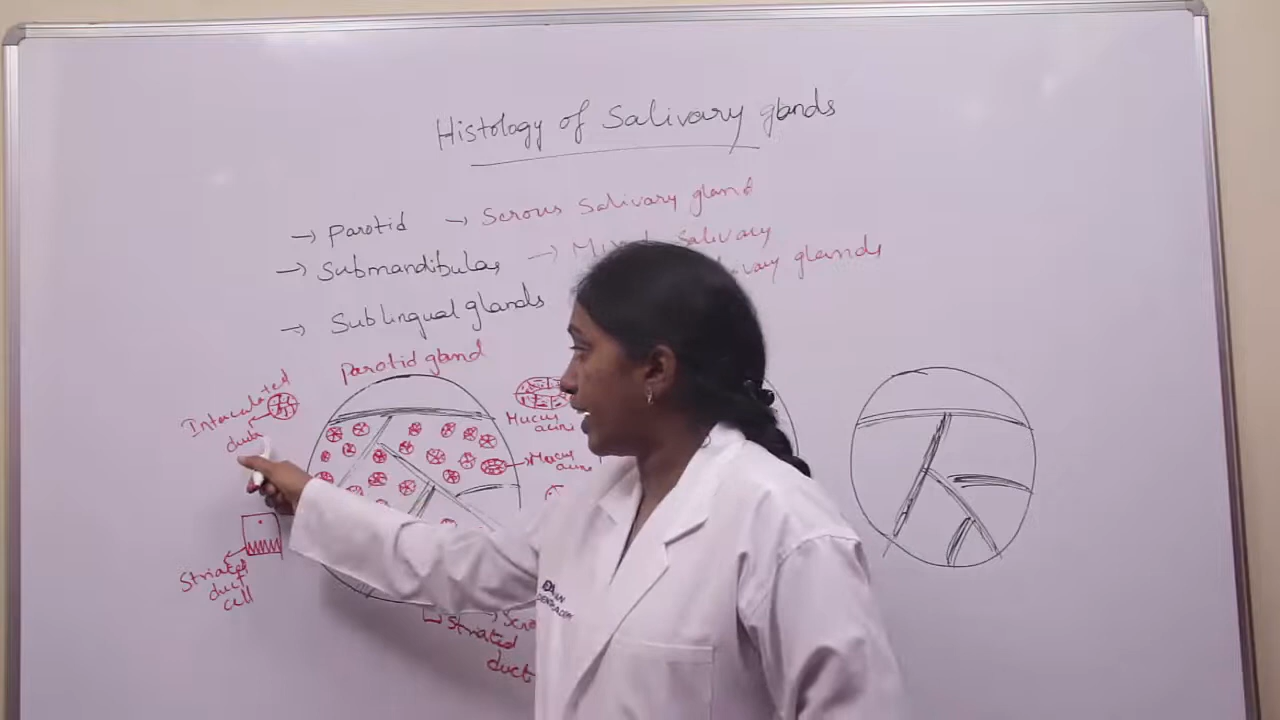 Histology of Salivary glands
→ Parotid → Serous Salivary gland
→ Submandibular → Mixed Salivary
→ Sublingual glands salivary glands
Parotid gland
Intercalated
duct
Mucus
acini
→ Mucus
acini
Striated
duct
cell
Striated
duct